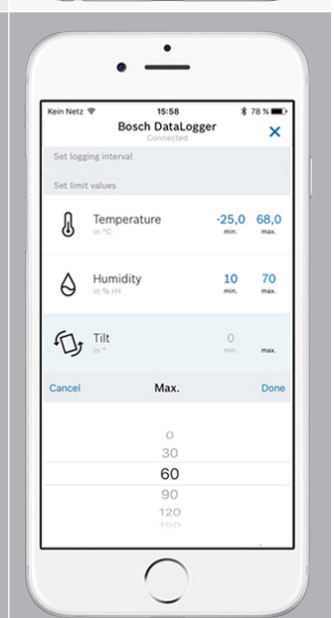 Kein Netz 15:58 78 %
Bosch DataLogger
Connected
Set logging interval
Set limit values
Temperature -25,0 68,0
in °C min. max.
Humidity 10 70
in % rH min. max.
Tilt 0
in ° min. max.
Cancel Max. Done
0
30
60
90
120
150